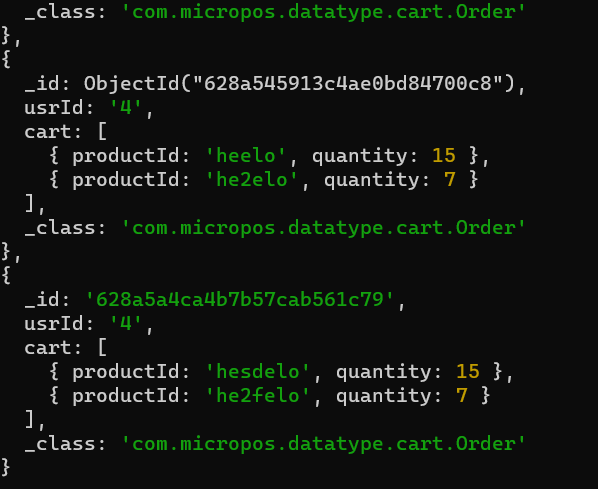 _class: 'com.micropos.datatype.cart.Order'
},
{
  _id: ObjectId("628a545913c4ae0bd84700c8"),
  usrId: '4',
  cart: [
    { productId: 'heelo', quantity: 15 },
    { productId: 'he2elo', quantity: 7 }
  ],
  _class: 'com.micropos.datatype.cart.Order'
},
{
  _id: '628a5a4ca4b7b57cab561c79',
  usrId: '4',
  cart: [
    { productId: 'hesdelo', quantity: 15 },
    { productId: 'he2felo', quantity: 7 }
  ],
  _class: 'com.micropos.datatype.cart.Order'
}